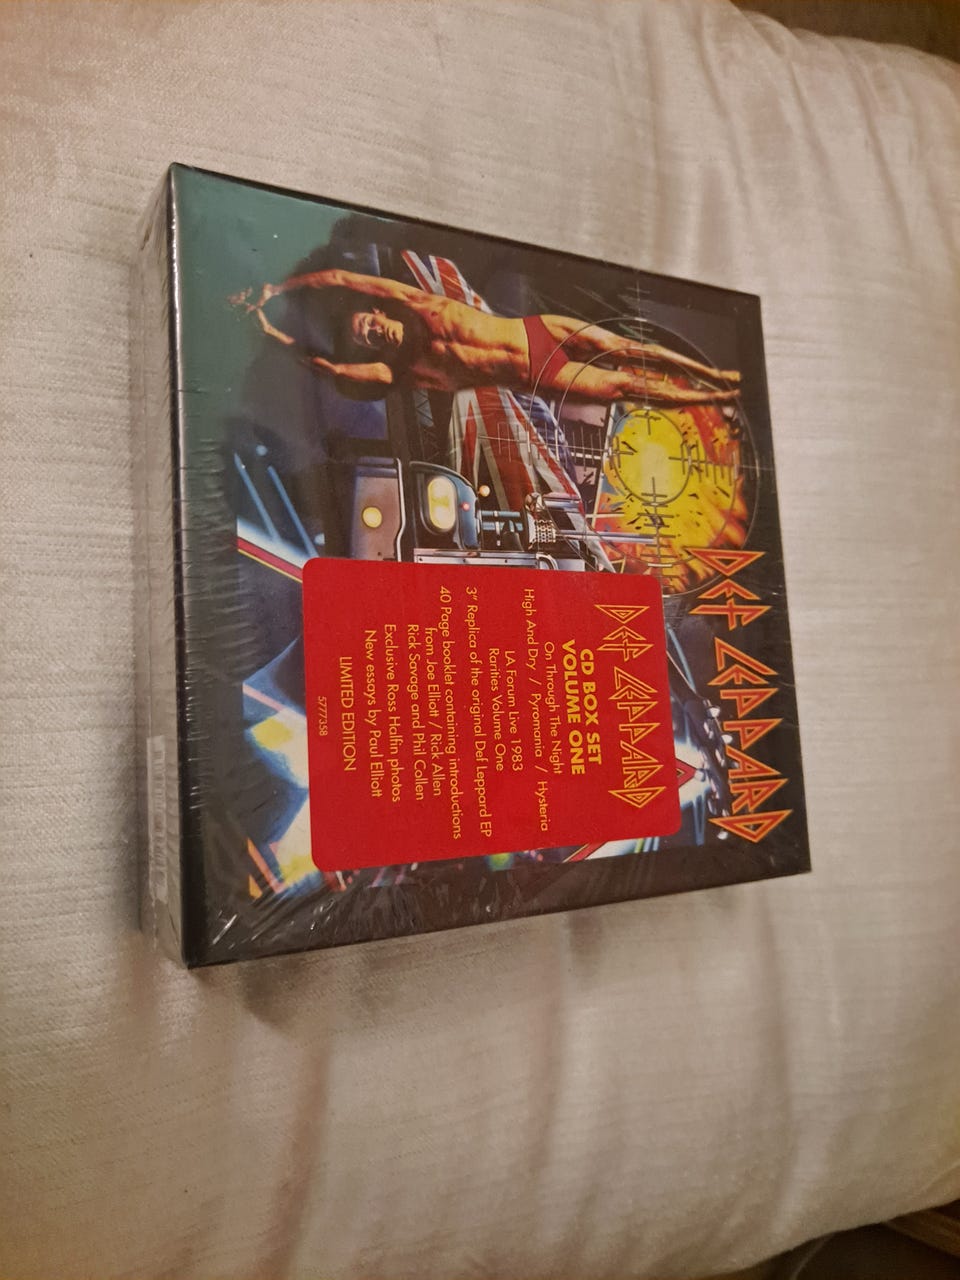 DEF LEPPARD
DEF LEPPARD
CD BOX SET
VOLUME ONE
On Through The Night
High And Dry / Pyromania / Hysteria
LA Forum Live 1983
Rarities Volume One
3" Replica of the original Def Leppard EP
40 Page booklet containing introductions
from Joe Elliott / Rick Allen
Rick Savage and Phil Collen
Exclusive Ross Halfin photos
New essays by Paul Elliott
LIMITED EDITION
5777358